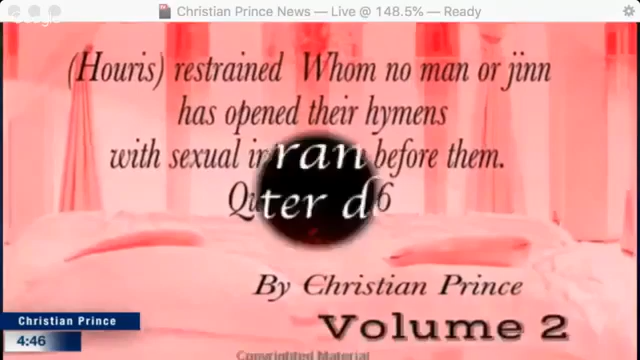 Christian Prince News — Live @ 148.5% — Ready
(Houris) restrained Whom no man or jinn
has opened their hymens
with sexual before them.
6
By Christian Prince
Volume 2
Christian Prince
4:46
Copyrighted Material